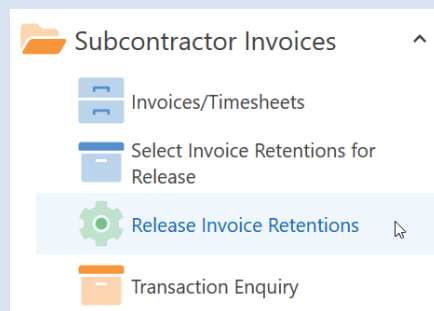 Subcontractor Invoices
Invoices/Timesheets
Select Invoice Retentions for
Release
Release Invoice Retentions
Transaction Enquiry